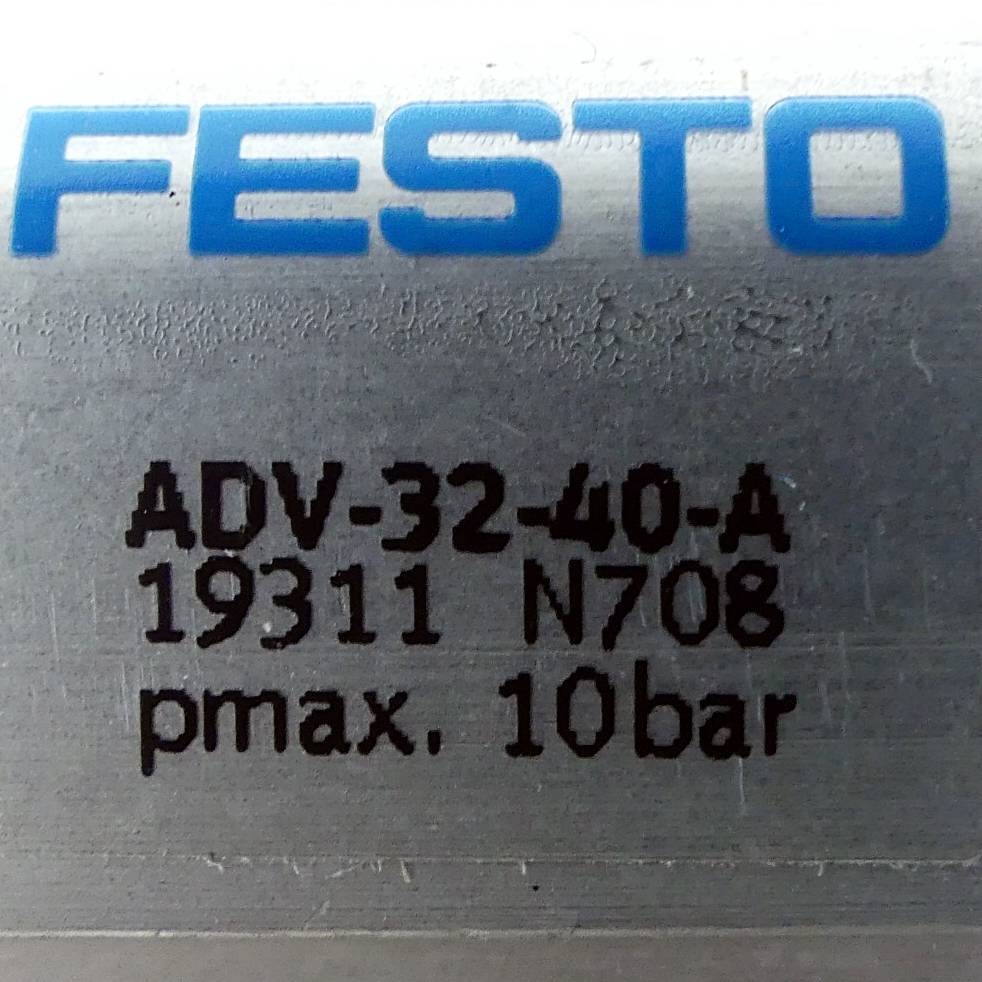 FESTO
ADV-32-40-A
19311 N708
pmax. 10bar